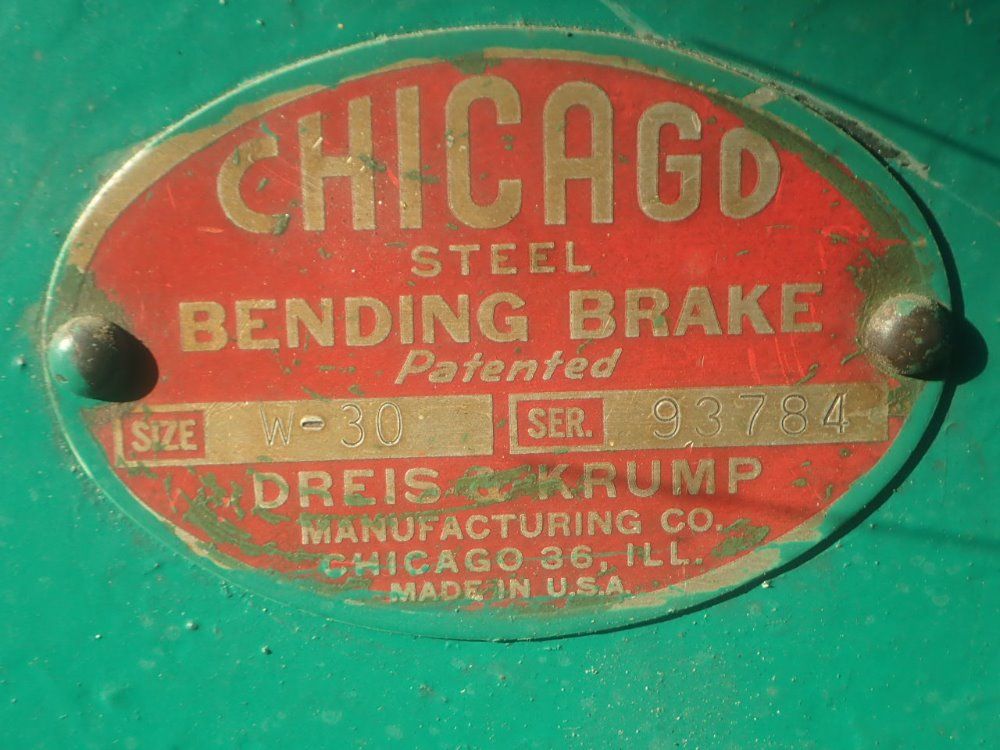 CHICAGO
STEEL
BENDING BRAKE
Patented
SIZE W-30 SER. 93784
DREIS & KRUMP
MANUFACTURING CO.
CHICAGO 36, ILL.
MADE IN U.S.A.